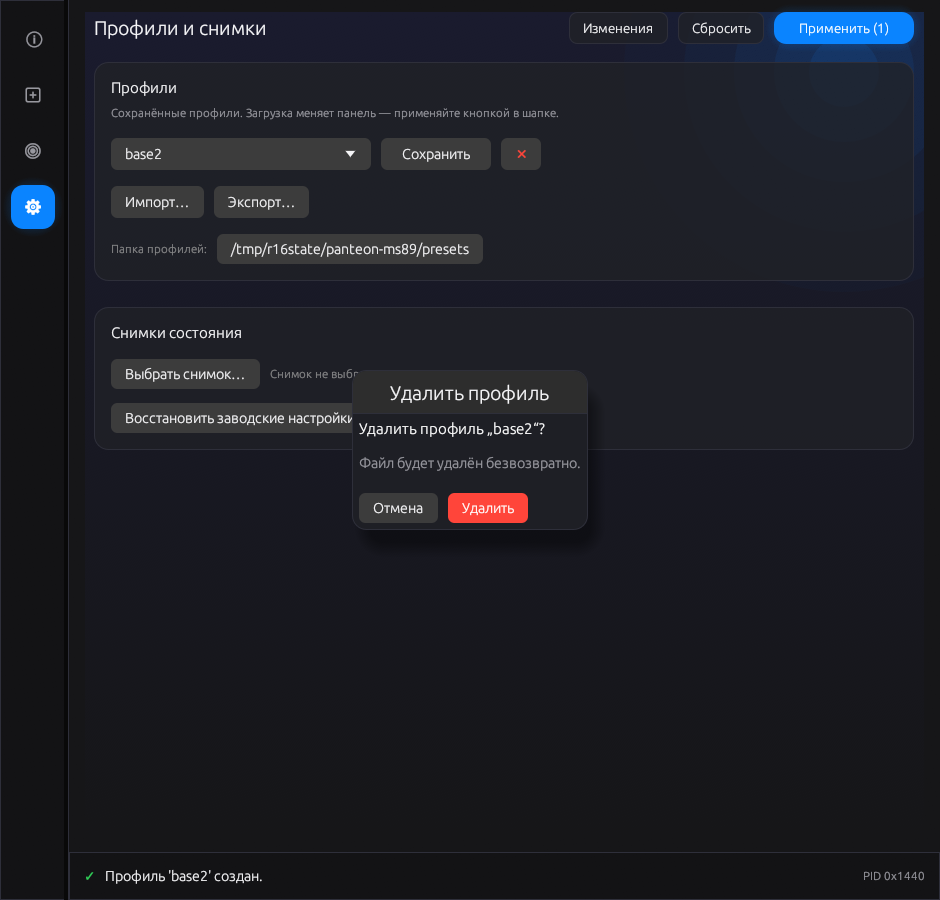 Профили и снимки
Изменения
Сбросить
Применить (1)
Профили
Сохранённые профили. Загрузка меняет панель — применяйте кнопкой в шапке.
base2
Сохранить
Импорт...
Экспорт...
Папка профилей:
/tmp/r16state/panteon-ms89/presets
Снимки состояния
Выбрать снимок...
Снимок не выбр
Восстановить заводские настройки
Удалить профиль
Удалить профиль „base2“?
Файл будет удалён безвозвратно.
Отмена
Удалить
✓ Профиль 'base2' создан.
PID 0x1440